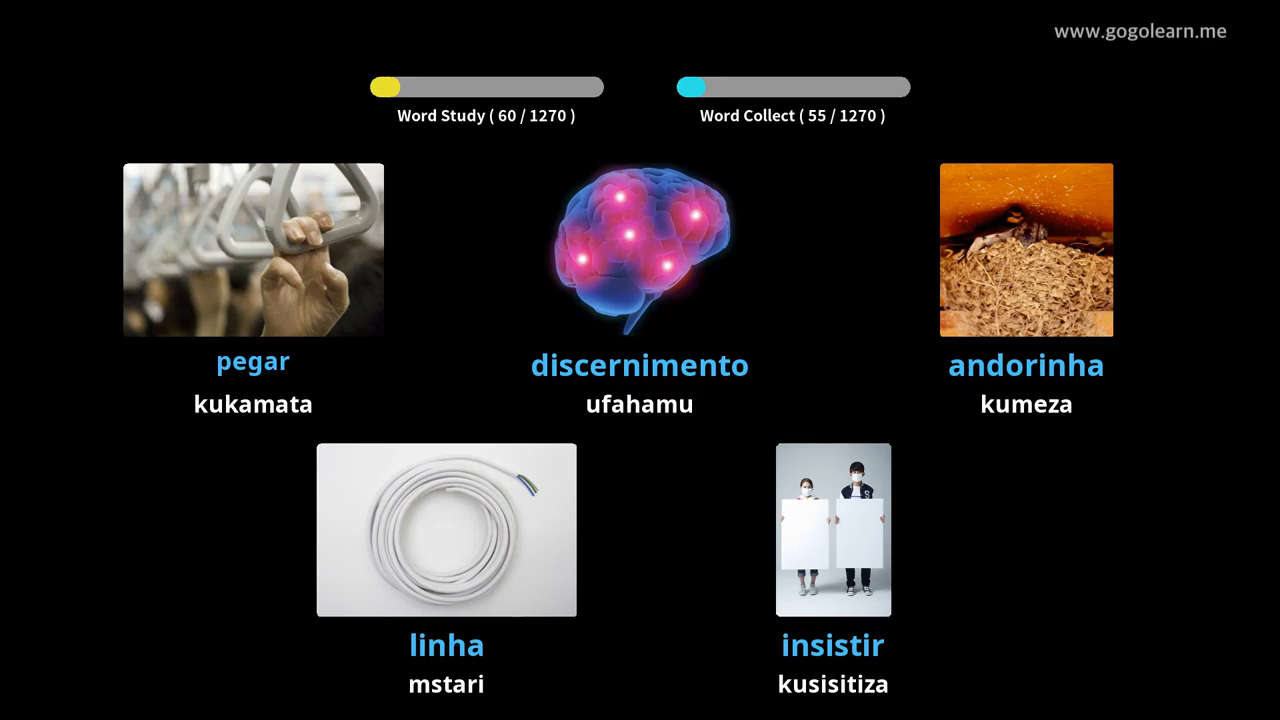 www.gogolearn.me
Word Study ( 60 / 1270 )
Word Collect ( 55 / 1270 )
pegar
discernimento
andorinha
kukamata
ufahamu
kumeza
linha
insistir
mstari
kusisitiza